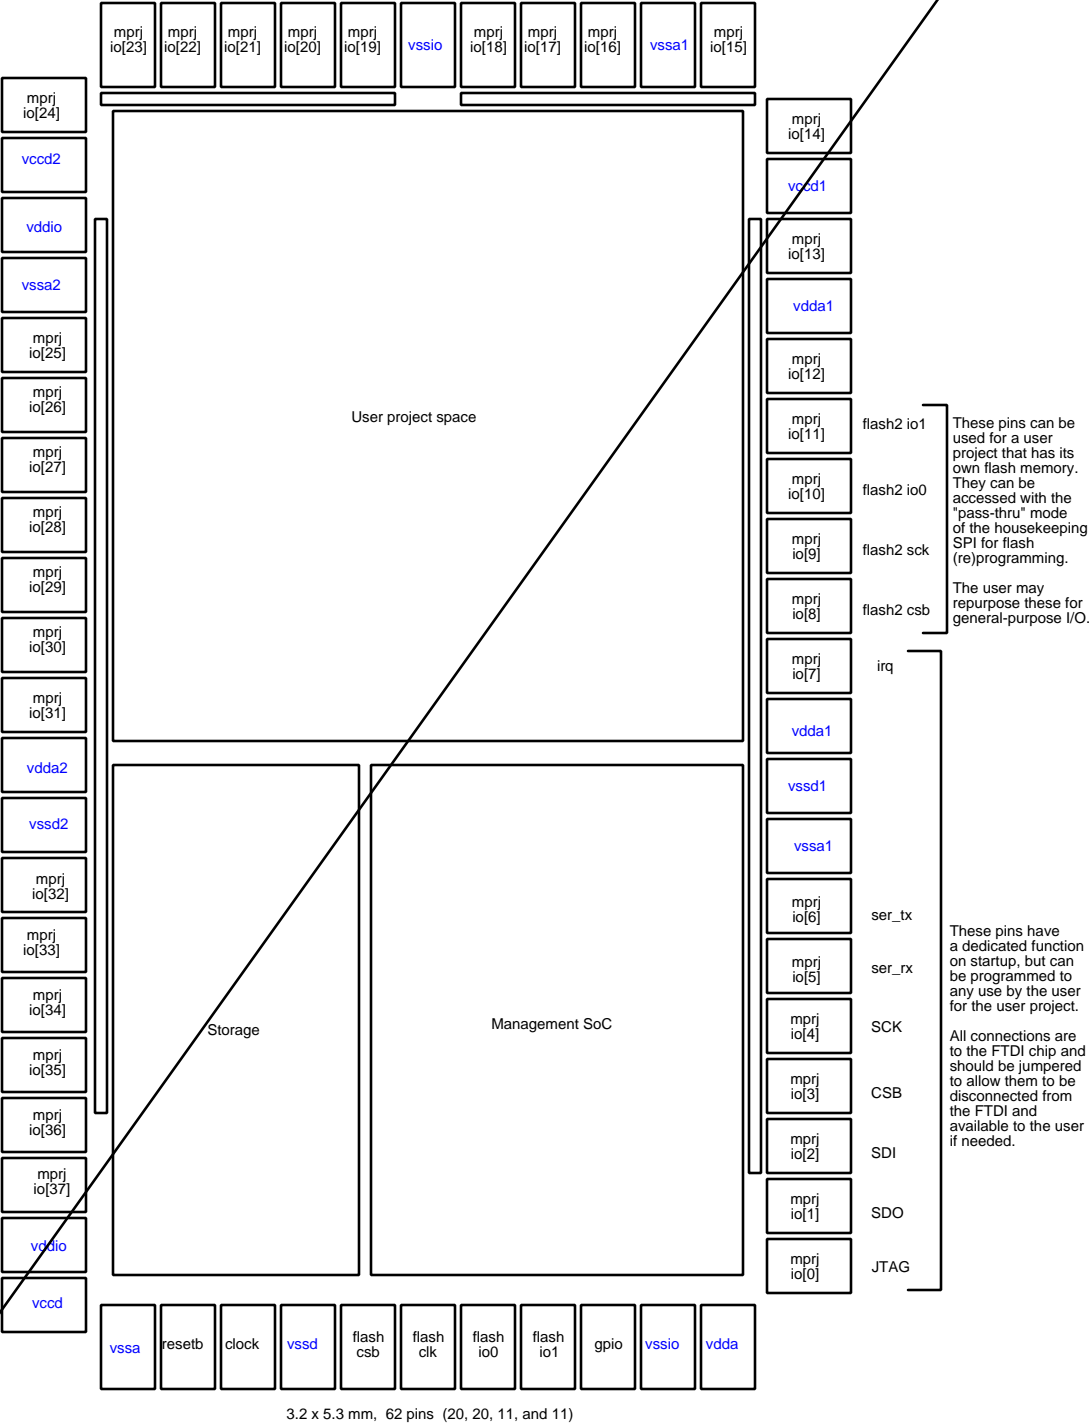 mprj
io[23]
mprj
io[22]
mprj
io[21]
mprj
io[20]
mprj
io[19]
vssio
mprj
io[18]
mprj
io[17]
mprj
io[16]
vssa1
mprj
io[15]
mprj
io[24]
vccd2
vddio
vssa2
mprj
io[25]
mprj
io[26]
mprj
io[27]
mprj
io[28]
mprj
io[29]
mprj
io[30]
mprj
io[31]
vdda2
vssd2
mprj
io[32]
mprj
io[33]
mprj
io[34]
mprj
io[35]
mprj
io[36]
mprj
io[37]
vddio
vccd
User project space
Storage
Management SoC
mprj
io[14]
vccd1
mprj
io[13]
vdda1
mprj
io[12]
mprj
io[11]
flash2 io1
mprj
io[10]
flash2 io0
mprj
io[9]
flash2 sck
mprj
io[8]
flash2 csb
mprj
io[7]
irq
vdda1
vssd1
vssa1
mprj
io[6]
ser_tx
mprj
io[5]
ser_rx
mprj
io[4]
SCK
mprj
io[3]
CSB
mprj
io[2]
SDI
mprj
io[1]
SDO
mprj
io[0]
JTAG
These pins can be
used for a user
project that has its
own flash memory.
They can be
accessed with the
"pass-thru" mode
of the housekeeping
SPI for flash
(re)programming.
The user may
repurpose these for
general-purpose I/O.
These pins have
a dedicated function
on startup, but can
be programmed to
any use by the user
for the user project.
All connections are
to the FTDI chip and
should be jumpered
to allow them to be
disconnected from
the FTDI and
available to the user
if needed.
vssa
resetb
clock
vssd
flash
csb
flash
clk
flash
io0
flash
io1
gpio
vssio
vdda
3.2 x 5.3 mm, 62 pins (20, 20, 11, and 11)